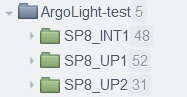 ArgoLight-test 5
SP8_INT1 48
SP8_UP1 52
SP8_UP2 31